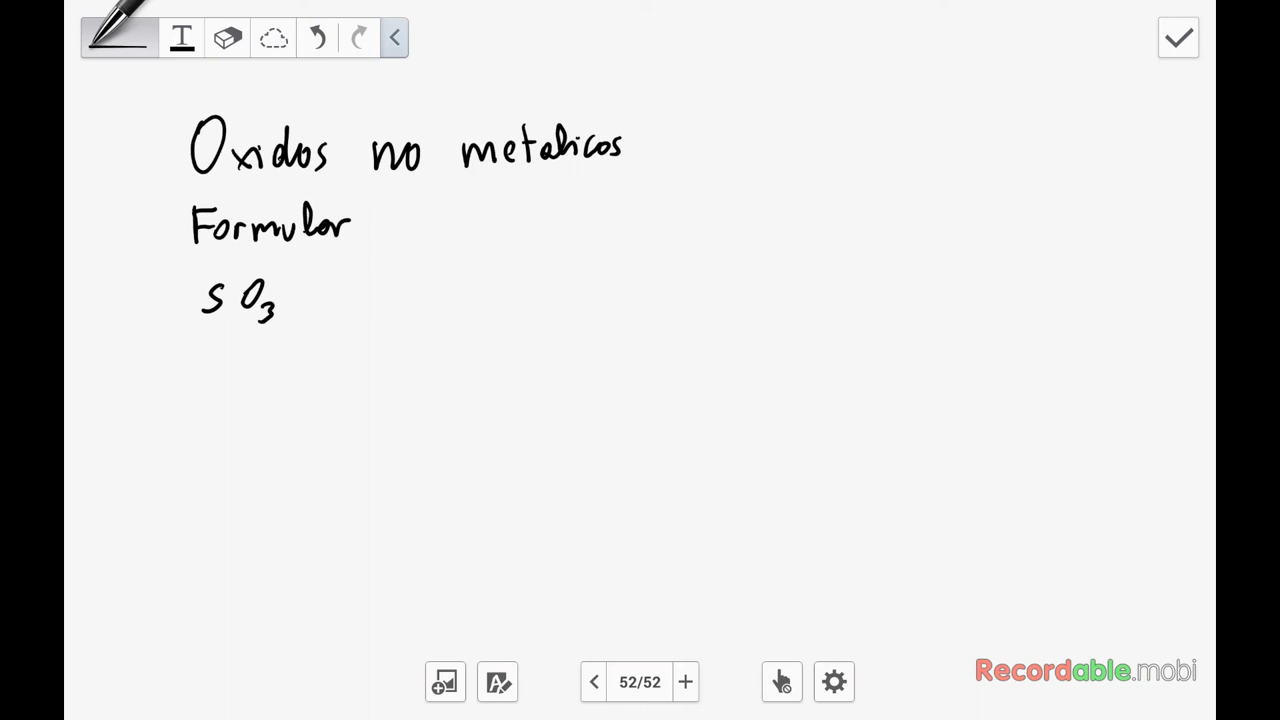 T
Oxidos no metalicos
Formular
SO₃
A
52/52
Recordable.mobi